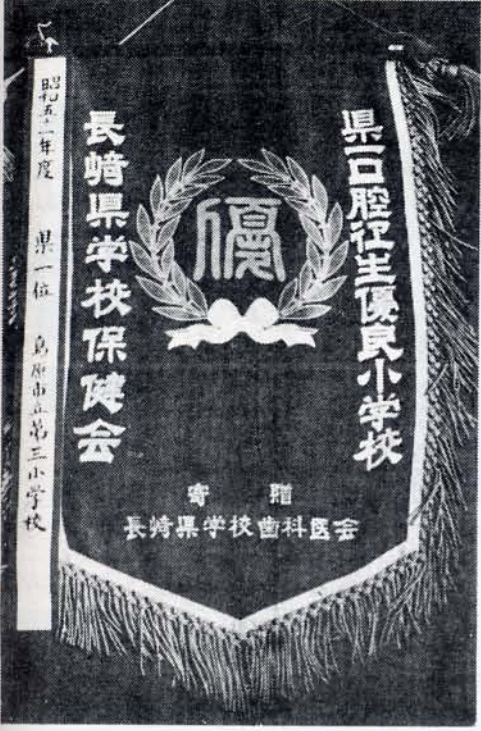 県一口腔衛生優良小学校
優
長崎県学校保健会
寄贈
長崎県学校歯科医会
昭和五十二年度 県一位 島原市立第三小学校